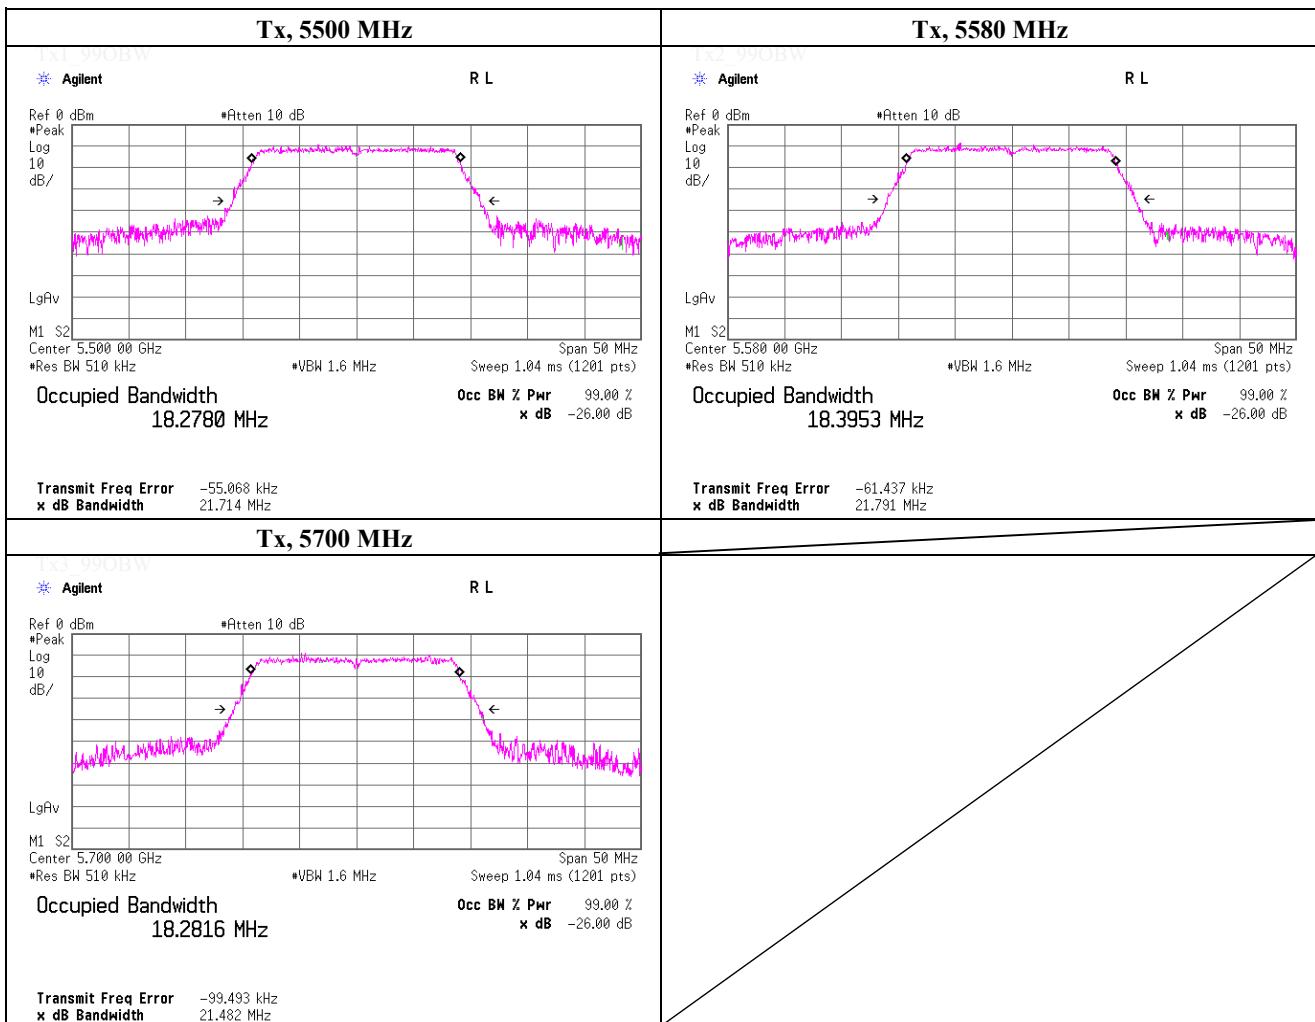 Tx, 5500 MHz
Tx1_99OBW
Agilent
R L
Ref 0 dBm
#Atten 10 dB
#Peak
Log
10
dB/
LgAv
M1 S2
Center 5.500 00 GHz
Span 50 MHz
#Res BW 510 kHz
#VBW 1.6 MHz
Sweep 1.04 ms (1201 pts)
Occupied Bandwidth
18.2780 MHz
Occ BW % Pwr 99.00 %
x dB -26.00 dB
Transmit Freq Error -55.068 kHz
x dB Bandwidth 21.714 MHz
Tx, 5580 MHz
Tx2_99OBW
Agilent
R L
Ref 0 dBm
#Atten 10 dB
#Peak
Log
10
dB/
LgAv
M1 S2
Center 5.580 00 GHz
Span 50 MHz
#Res BW 510 kHz
#VBW 1.6 MHz
Sweep 1.04 ms (1201 pts)
Occupied Bandwidth
18.3953 MHz
Occ BW % Pwr 99.00 %
x dB -26.00 dB
Transmit Freq Error -61.437 kHz
x dB Bandwidth 21.791 MHz
Tx, 5700 MHz
Tx3_99OBW
Agilent
R L
Ref 0 dBm
#Atten 10 dB
#Peak
Log
10
dB/
LgAv
M1 S2
Center 5.700 00 GHz
Span 50 MHz
#Res BW 510 kHz
#VBW 1.6 MHz
Sweep 1.04 ms (1201 pts)
Occupied Bandwidth
18.2816 MHz
Occ BW % Pwr 99.00 %
x dB -26.00 dB
Transmit Freq Error -99.493 kHz
x dB Bandwidth 21.482 MHz